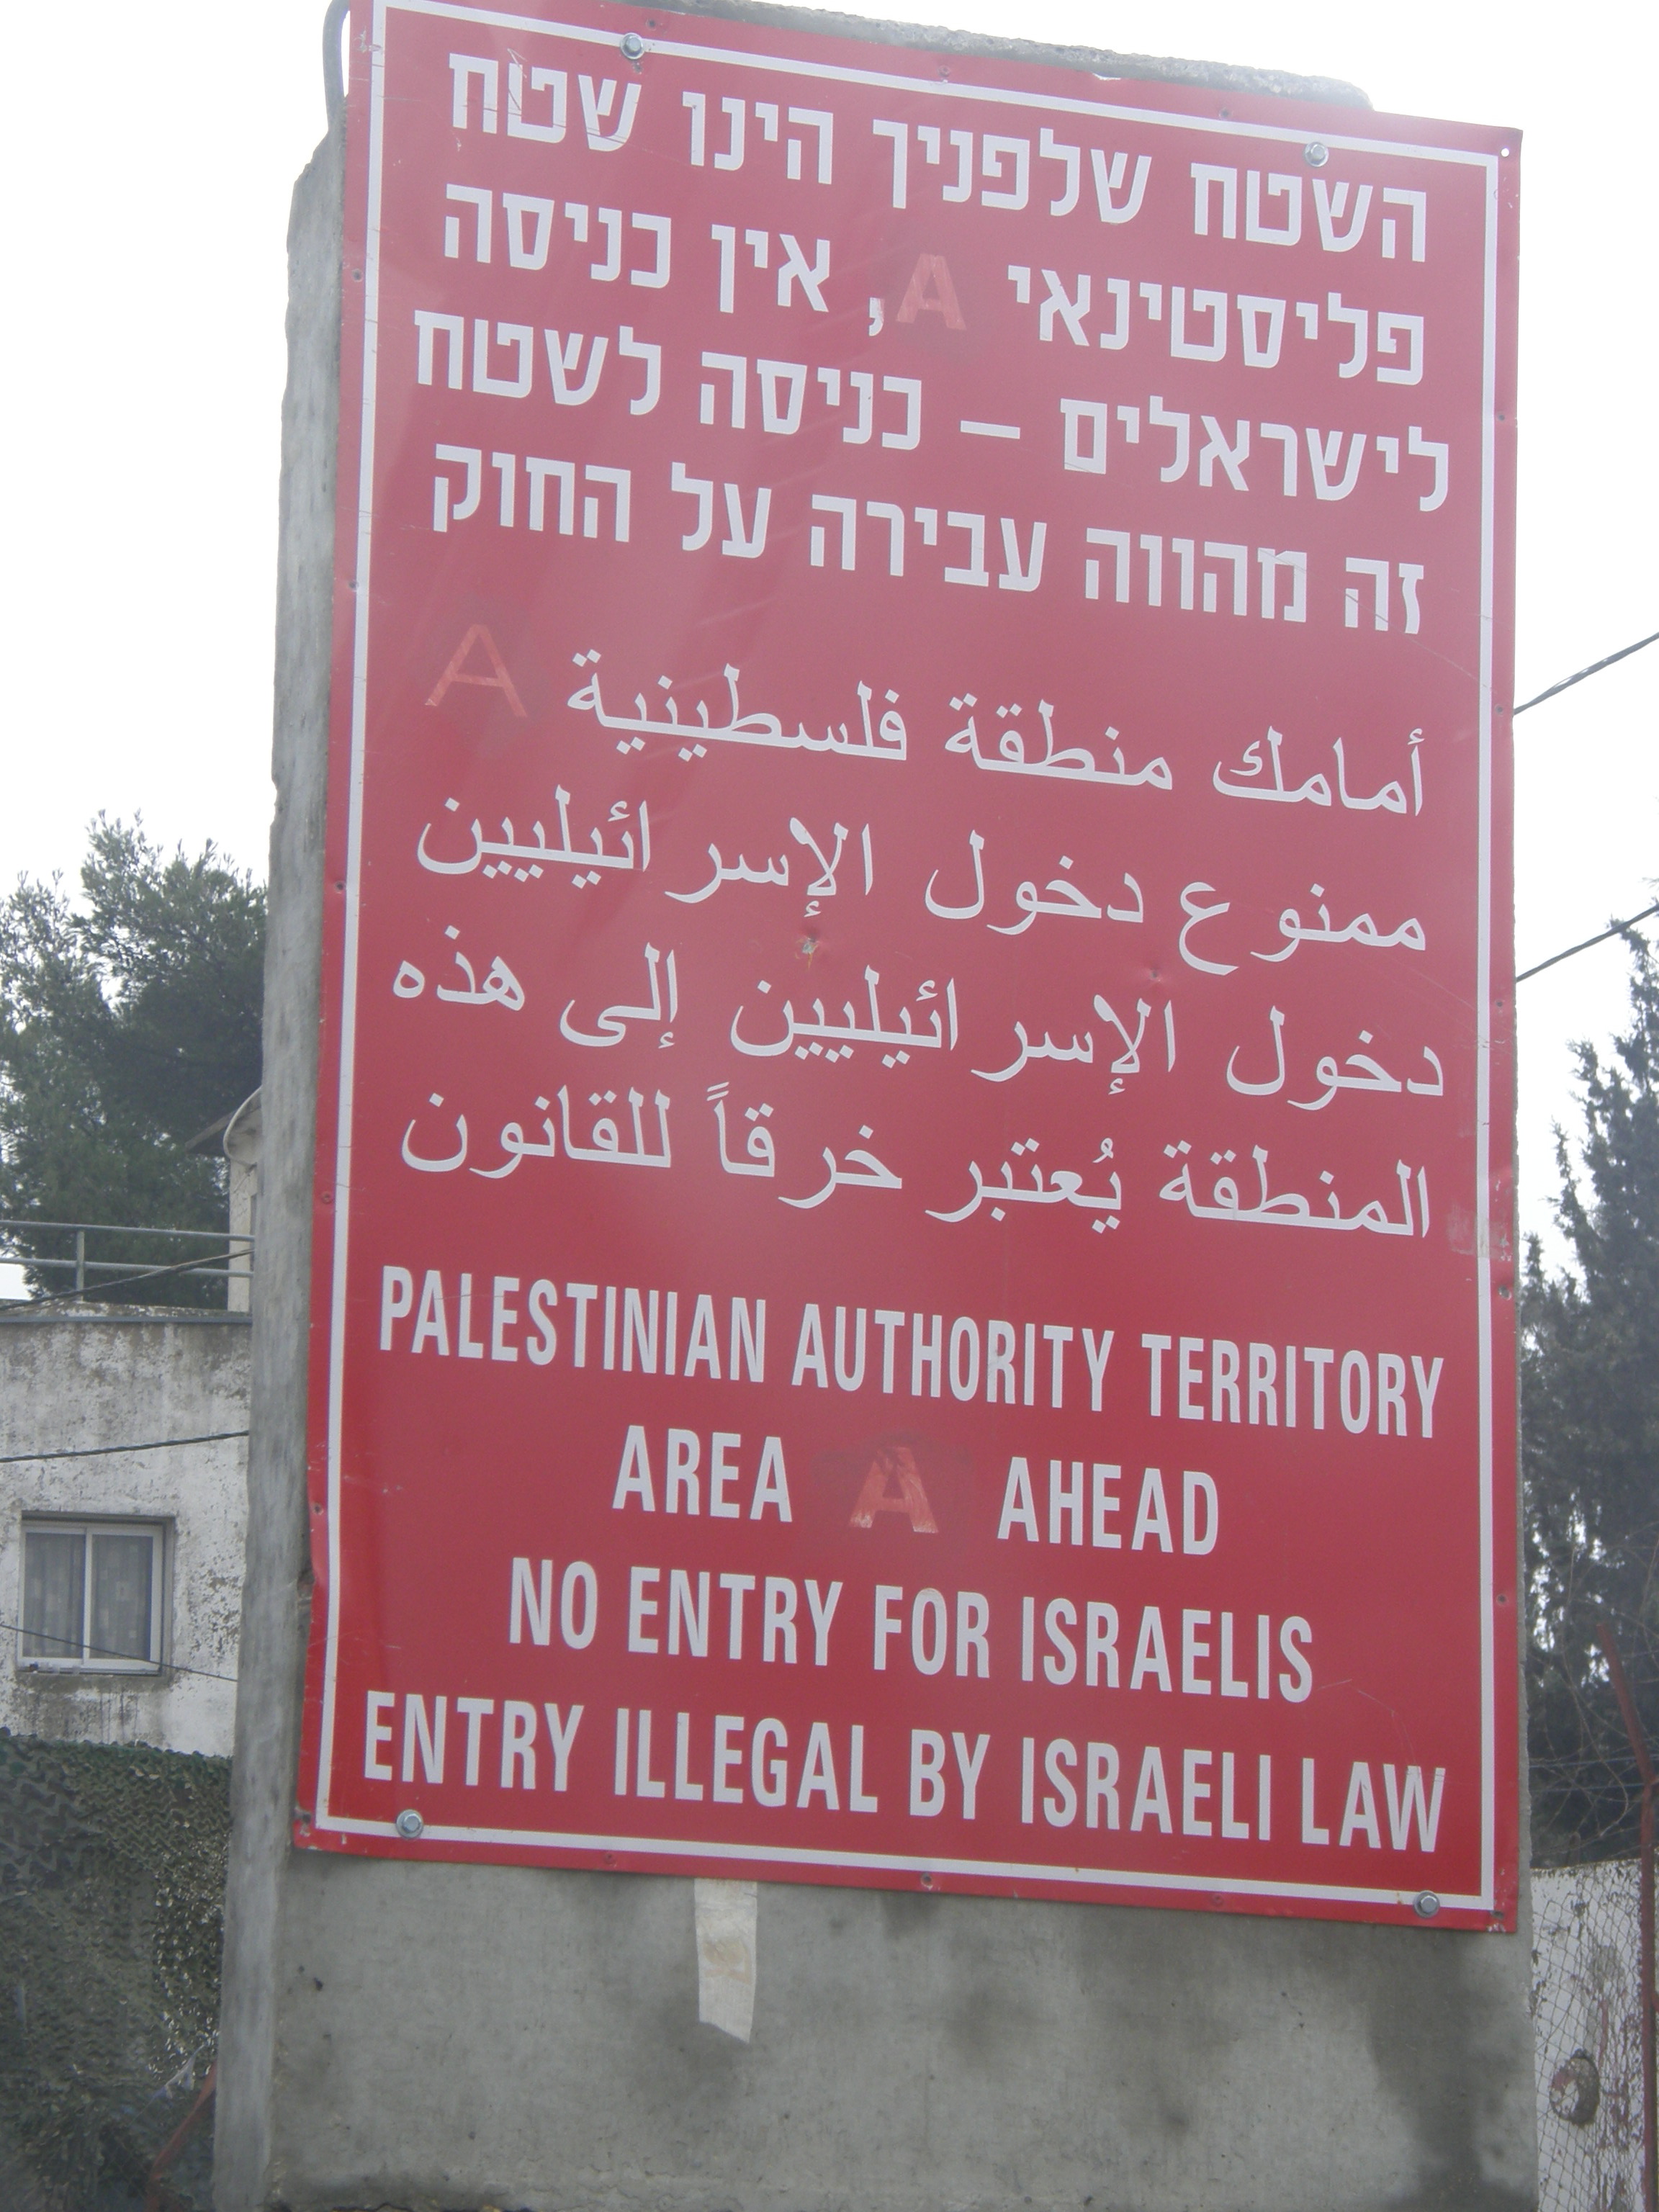 השטח שלפניך הינו שטח
פליסטינאי A, אין כניסה
לישראלים – כניסה לשטח
זה מהווה עבירה על החוק
أمامك منطقة فلسطينية A
ممنوع دخول الإسرائيليين
دخول الإسرائيليين إلى هذه
المنطقة يُعتبر خرقاً للقانون
PALESTINIAN AUTHORITY TERRITORY
AREA A AHEAD
NO ENTRY FOR ISRAELIS
ENTRY ILLEGAL BY ISRAELI LAW